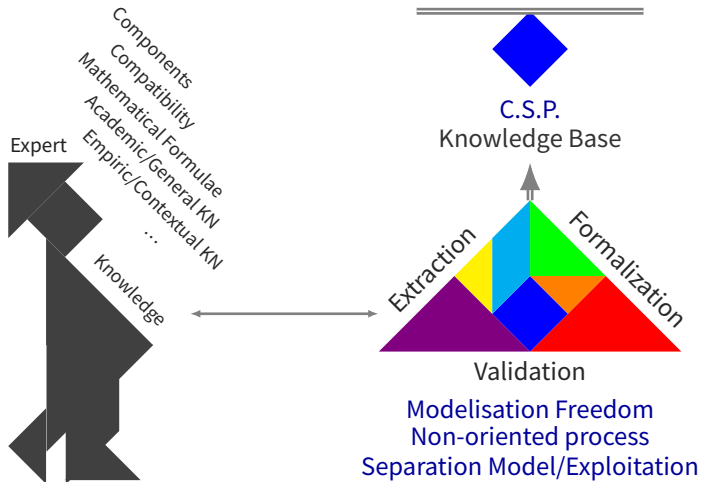 Components
Compatibility
Mathematical Formulae
Academic/General KN
Empiric/Contextual KN
...
Expert
Knowledge
C.S.P.
Knowledge Base
Extraction
Formalization
Validation
Modelisation Freedom
Non-oriented process
Separation Model/Exploitation